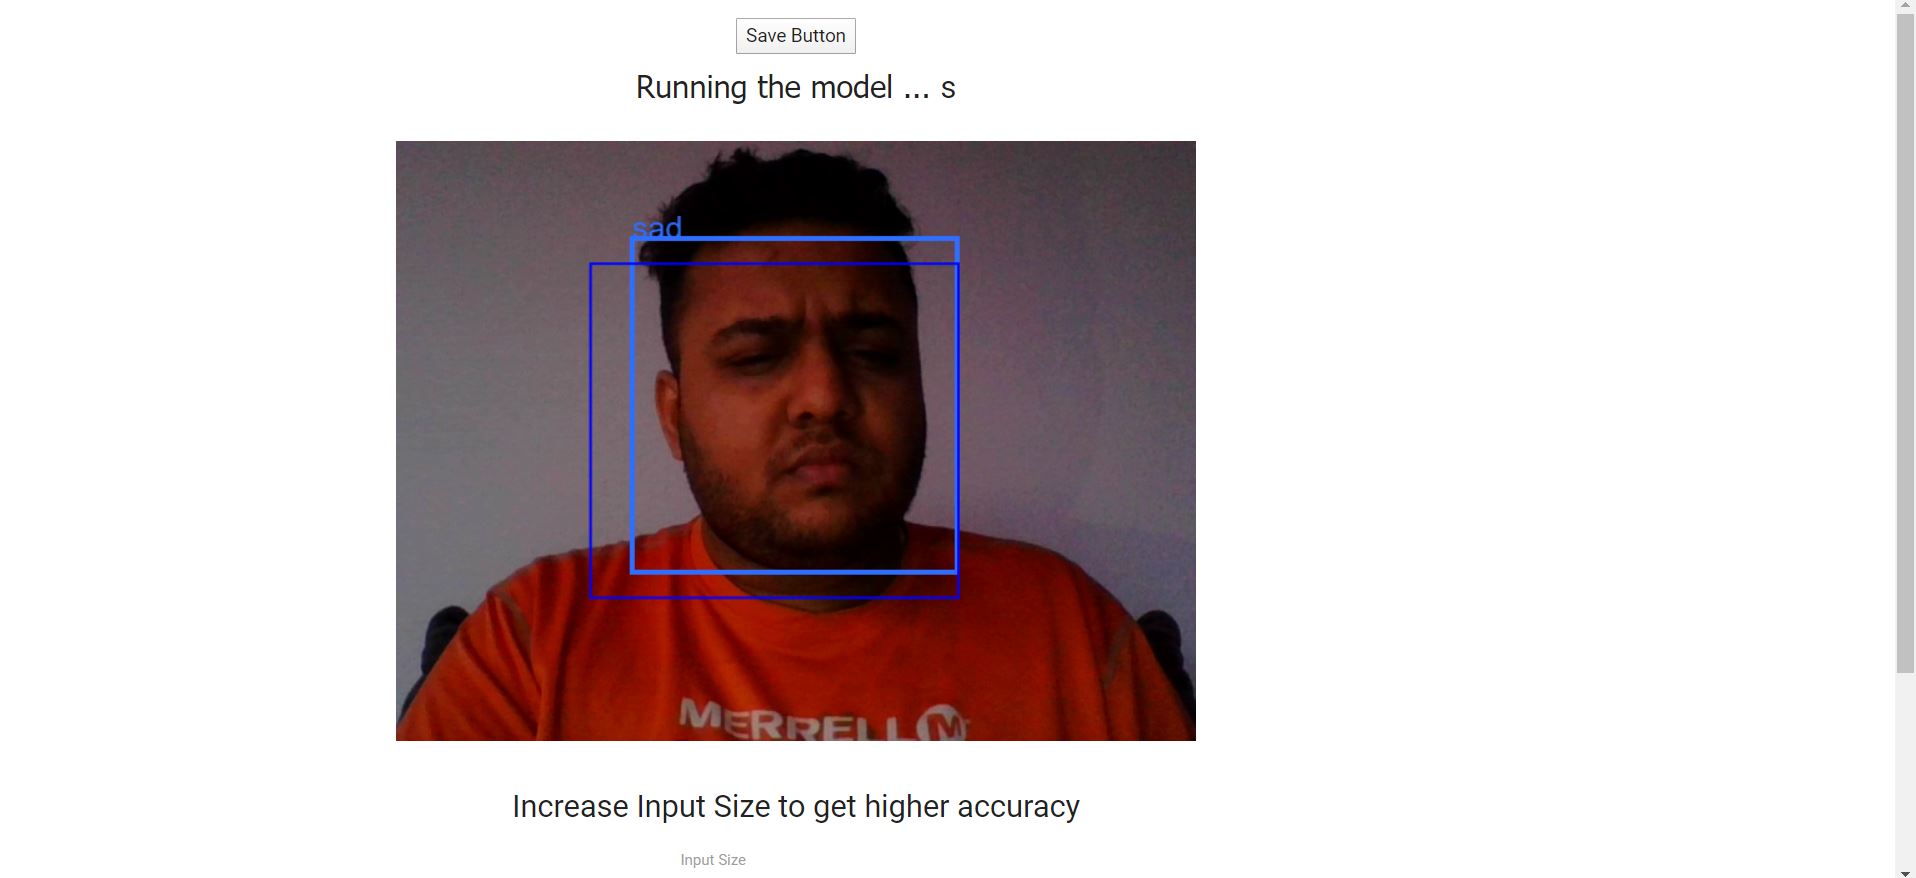 Save Button
Running the model ... s
sad
MERRELL M
Increase Input Size to get higher accuracy
Input Size